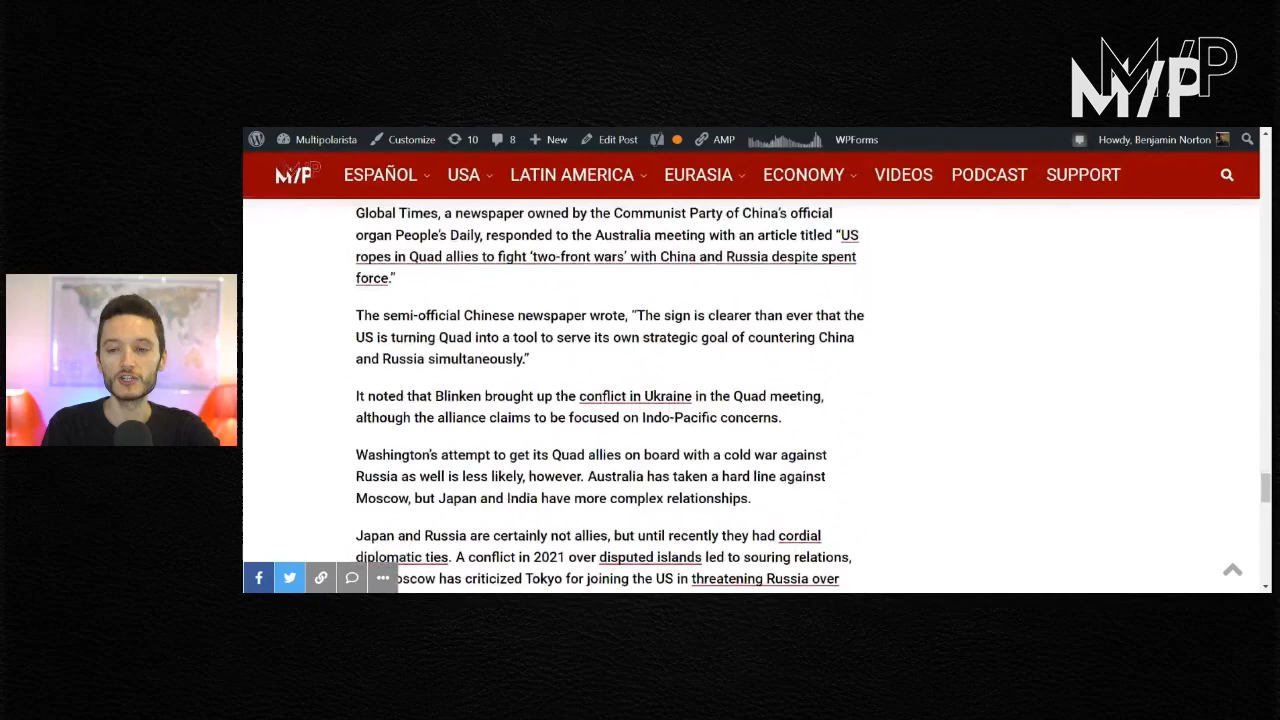 M/P
M/P
Multipolarista Customize 10 8 New Edit Post AMP WPForms Howdy, Benjamin Norton
M/P ESPAÑOL USA LATIN AMERICA EURASIA ECONOMY VIDEOS PODCAST SUPPORT
Global Times, a newspaper owned by the Communist Party of China's official
organ People's Daily, responded to the Australia meeting with an article titled “US
ropes in Quad allies to fight ‘two-front wars’ with China and Russia despite spent
force.”
The semi-official Chinese newspaper wrote, “The sign is clearer than ever that the
US is turning Quad into a tool to serve its own strategic goal of countering China
and Russia simultaneously.”
It noted that Blinken brought up the conflict in Ukraine in the Quad meeting,
although the alliance claims to be focused on Indo-Pacific concerns.
Washington's attempt to get its Quad allies on board with a cold war against
Russia as well is less likely, however. Australia has taken a hard line against
Moscow, but Japan and India have more complex relationships.
Japan and Russia are certainly not allies, but until recently they had cordial
diplomatic ties. A conflict in 2021 over disputed islands led to souring relations,
oscow has criticized Tokyo for joining the US in threatening Russia over